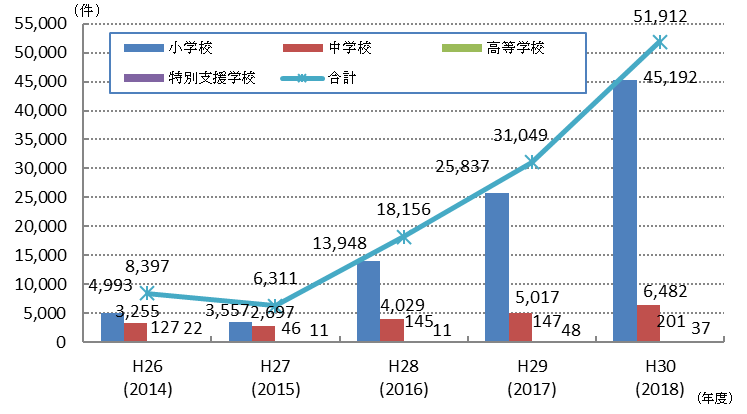 (件)
55,000
50,000
45,000
40,000
35,000
30,000
25,000
20,000
15,000
10,000
5,000
0
小学校 中学校 高等学校
特別支援学校 合計
4,993 8,397 3,255 127 22
3,557 6,311 2,697 46 11
13,948 18,156 4,029 145 11
25,837 31,049 5,017 147 48
51,912 45,192 6,482 201 37
H26 H27 H28 H29 H30
(2014) (2015) (2016) (2017) (2018) (年度)